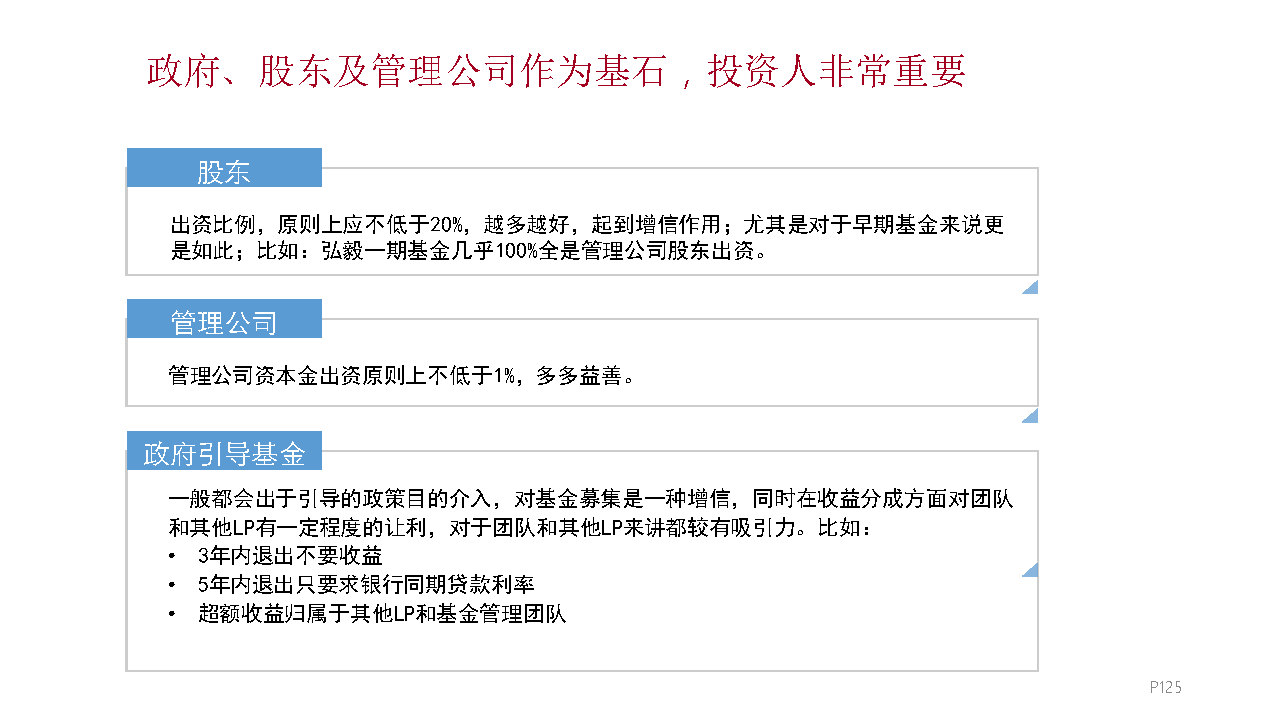 政府、股东及管理公司作为基石，投资人非常重要
股东
出资比例，原则上应不低于20%，越多越好，起到增信作用；尤其是对于早期基金来说更
是如此；比如：弘毅一期基金几乎100%全是管理公司股东出资。
管理公司
管理公司资本金出资原则上不低于1%，多多益善。
政府引导基金
一般都会出于引导的政策目的介入，对基金募集是一种增信，同时在收益分成方面对团队
和其他LP有一定程度的让利，对于团队和其他LP来讲都较有吸引力。比如：
• 3年内退出不要收益
• 5年内退出只要求银行同期贷款利率
• 超额收益归属于其他LP和基金管理团队
P125